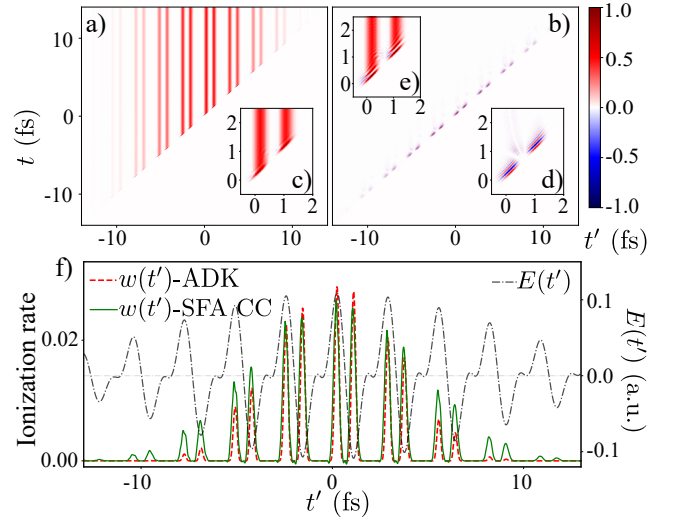 a)
b)
c)
d)
e)
10
0
-10
t (fs)
2
1
0
0 1 2
2
1
0
0 1 2
2
1
0
0 2
-10 0 10
-10 0 10
t′ (fs)
1.0
0.5
0.0
-0.5
-1.0
f)
w(t′)-ADK
w(t′)-SFA CC
E(t′)
Ionization rate
0.02
0.00
0.1
0.0
-0.1
E(t′) (a.u.)
-10 0 10
t′ (fs)